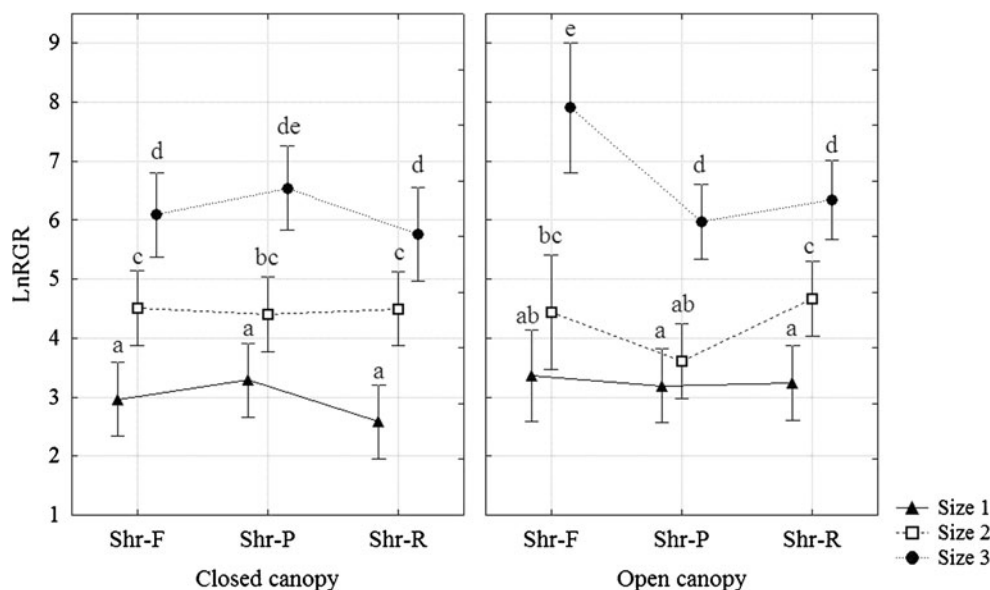 LnRGR
9
8
7
6
5
4
3
2
1
d de d
c bc c
a a a
e d d
bc ab c
ab a a
Shr-F Shr-P Shr-R
Closed canopy
Shr-F Shr-P Shr-R
Open canopy
Size 1
Size 2
Size 3